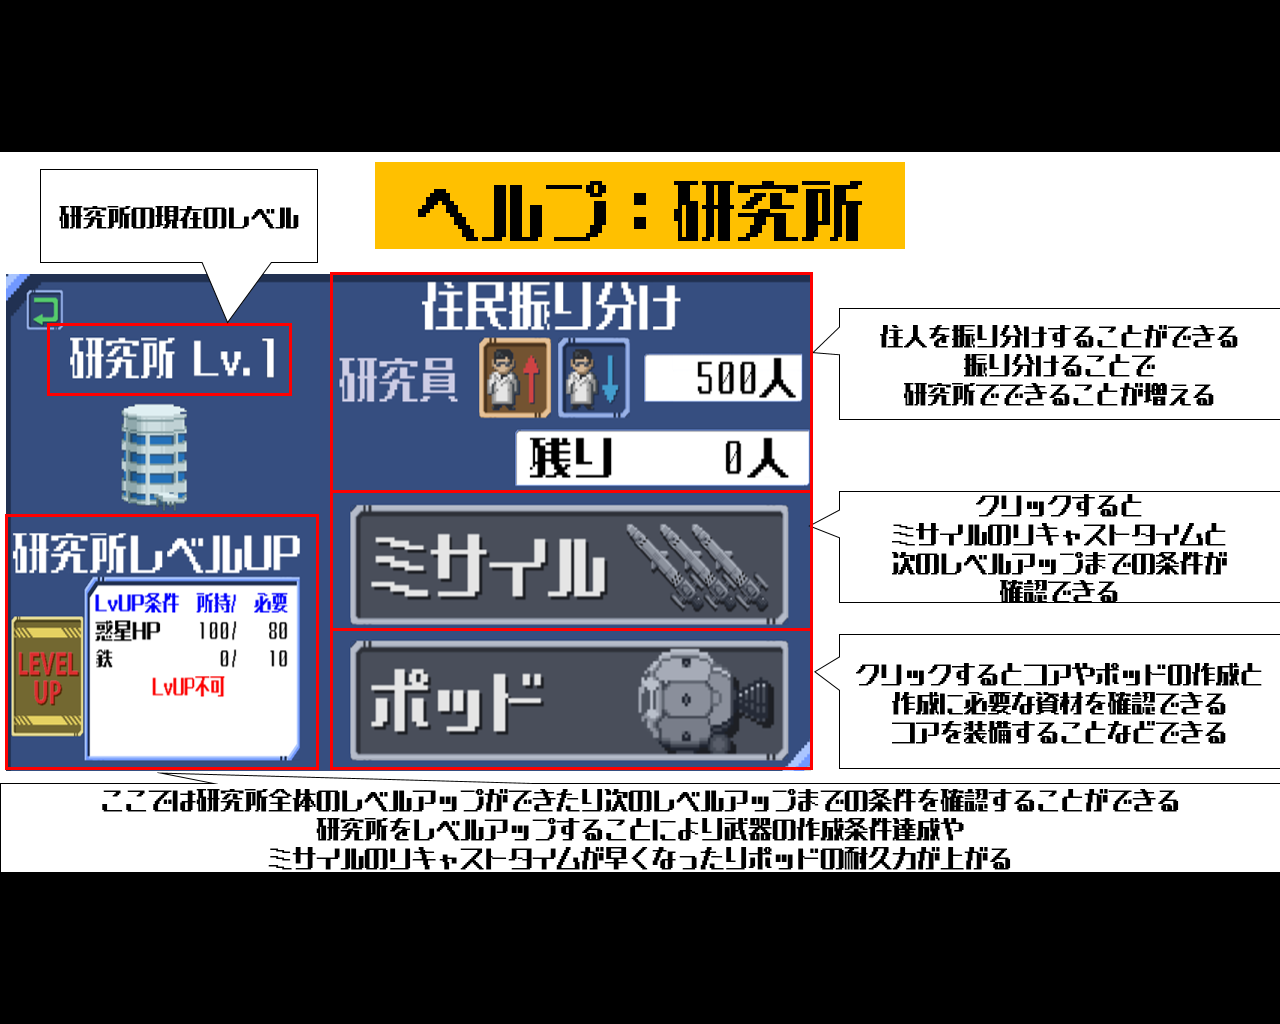 ヘルプ：研究所
研究所の現在のレベル
研究所 Lv.1
住民振り分け
研究員
500人
残り 0人
住人を振り分けすることができる
振り分けることで
研究所でできることが増える
研究所レベルUP
LvUP条件 所持/ 必要
惑星HP 100/ 80
鉄 0/ 10
LvUP不可
LEVEL
UP
ミサイル
クリックすると
ミサイルのリキャストタイムと
次のレベルアップまでの条件が
確認できる
ポッド
クリックするとコアやポッドの作成と
作成に必要な資材を確認できる
コアを装備することなどできる
ここでは研究所全体のレベルアップができたり次のレベルアップまでの条件を確認することができる
研究所をレベルアップすることにより武器の作成条件達成や
ミサイルのリキャストタイムが早くなったりポッドの耐久力が上がる